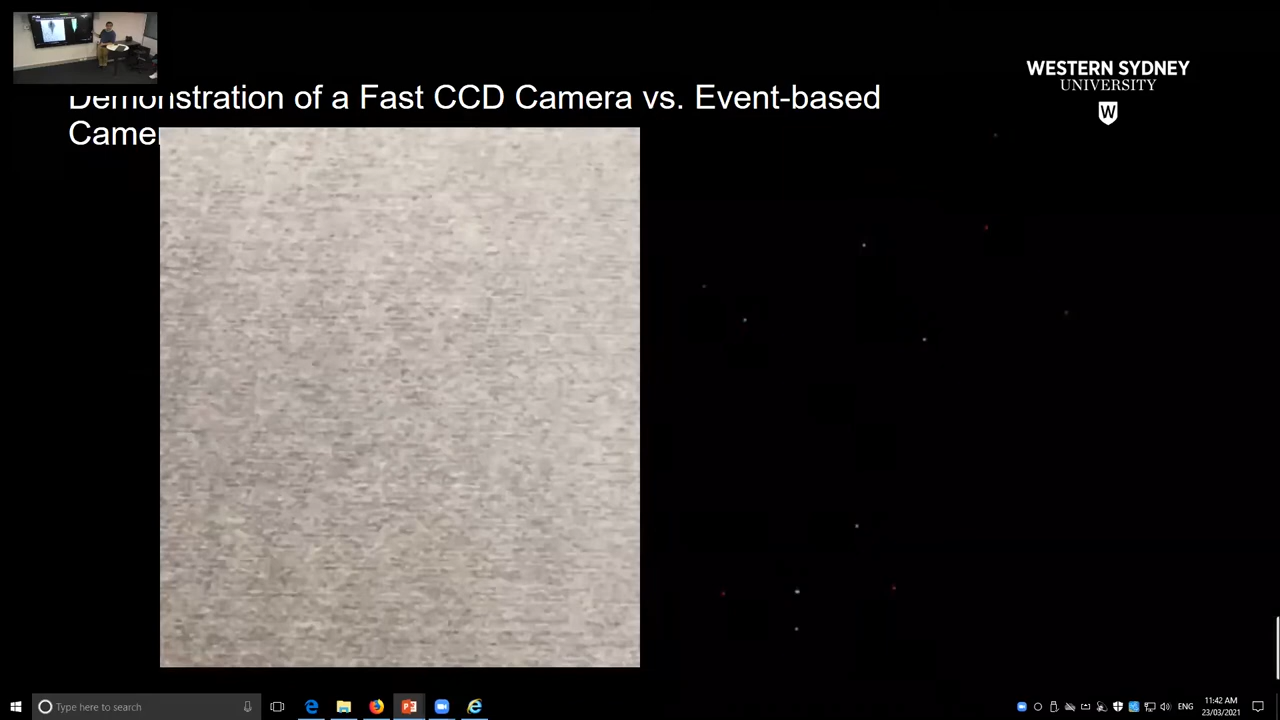 WESTERN SYDNEY
UNIVERSITY
W
Demonstration of a Fast CCD Camera vs. Event-based
Camer
Type here to search
ENG
11:42 AM
23/03/2021